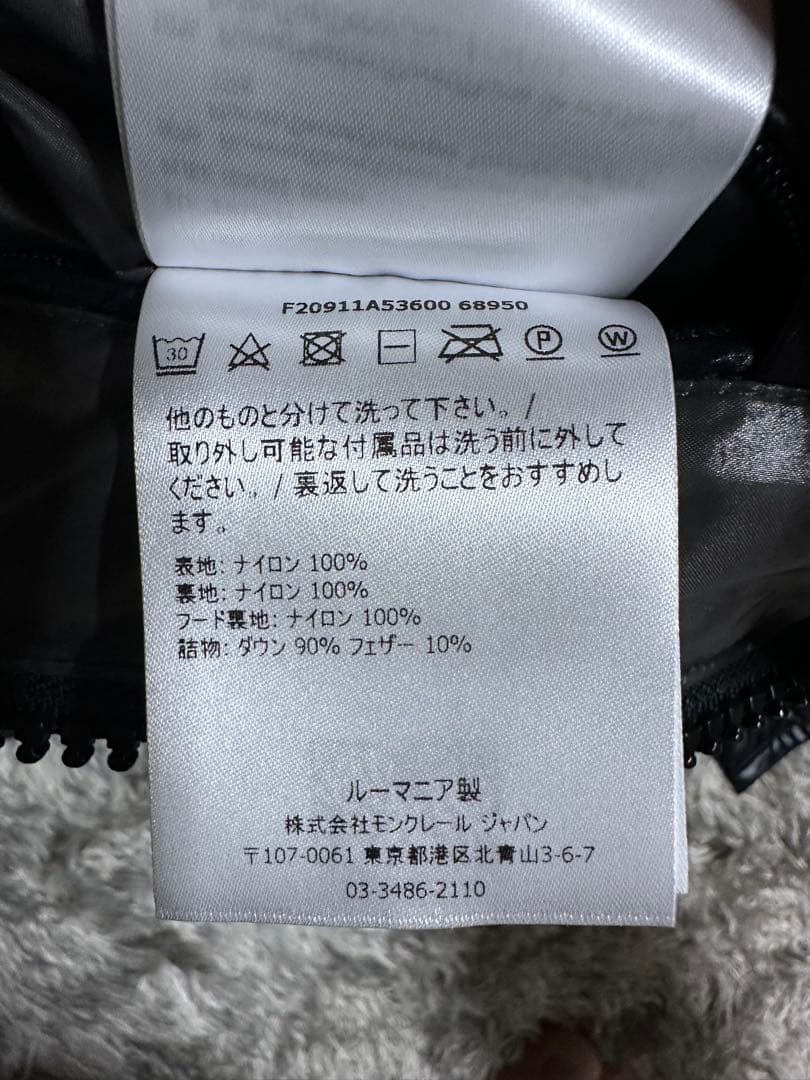 F20911A53600 68950
30
P
W
他のものと分けて洗って下さい。/
取り外し可能な付属品は洗う前に外して
ください。/ 裏返して洗うことをおすすめし
ます。
表地: ナイロン 100%
裏地: ナイロン 100%
フード裏地: ナイロン 100%
詰物: ダウン 90% フェザー 10%
ルーマニア製
株式会社モンクレール ジャパン
〒107-0061 東京都港区北青山3-6-7
03-3486-2110